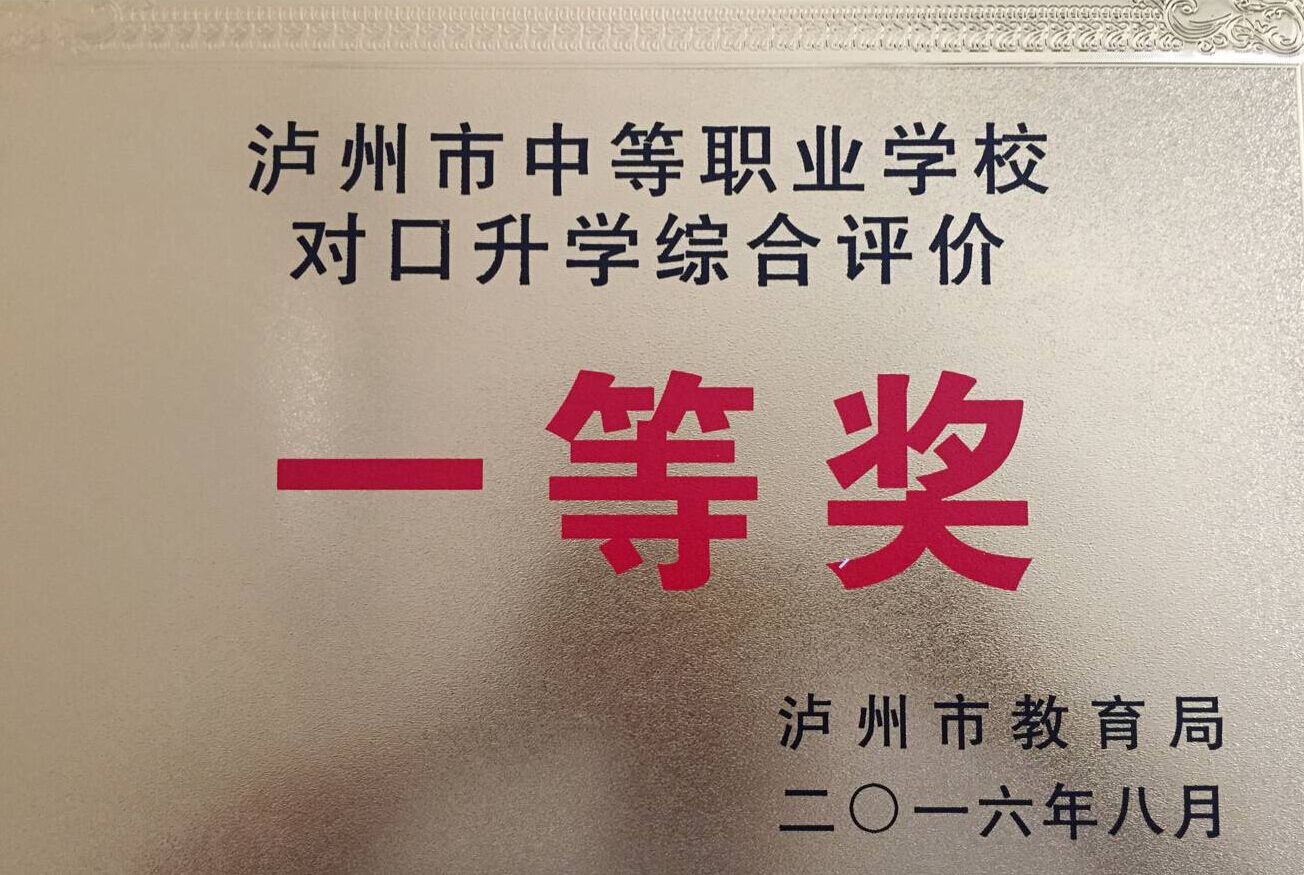 泸州市中等职业学校
对口升学综合评价
一等奖
泸州市教育局
二〇一六年八月